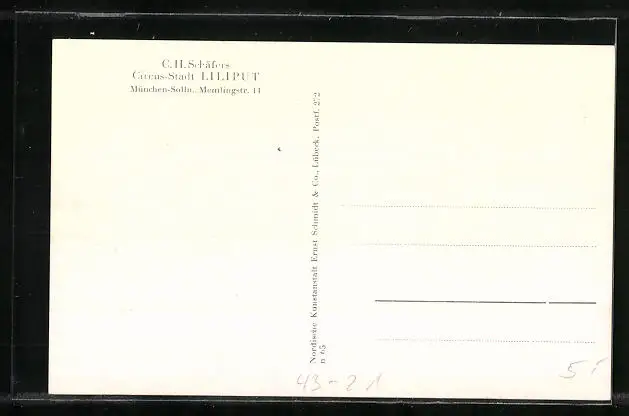 C. H. Schäfers
Circus-Stadt LILIPUT
München-Solln, Memlingstr. 11
Nordische Kunstanstalt Ernst Schmidt & Co., Lübeck, Postf. 272
n 65
43-21
5